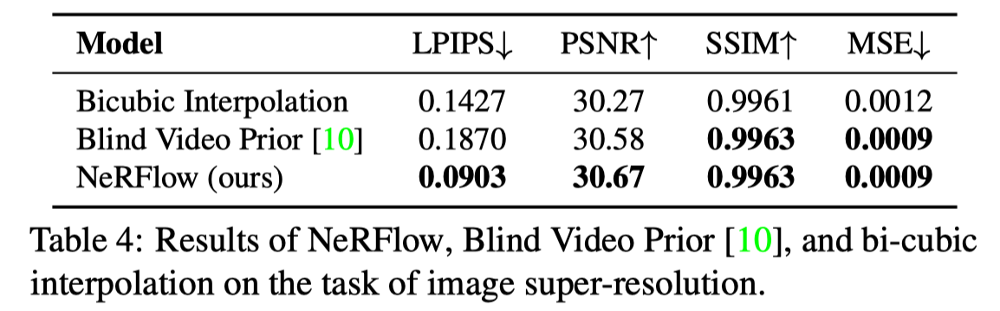 Model LPIPS↓ PSNR↑ SSIM↑ MSE↓
Bicubic Interpolation 0.1427 30.27 0.9961 0.0012
Blind Video Prior [10] 0.1870 30.58 0.9963 0.0009
NeRFlow (ours) 0.0903 30.67 0.9963 0.0009
Table 4: Results of NeRFlow, Blind Video Prior [10], and bi-cubic
interpolation on the task of image super-resolution.